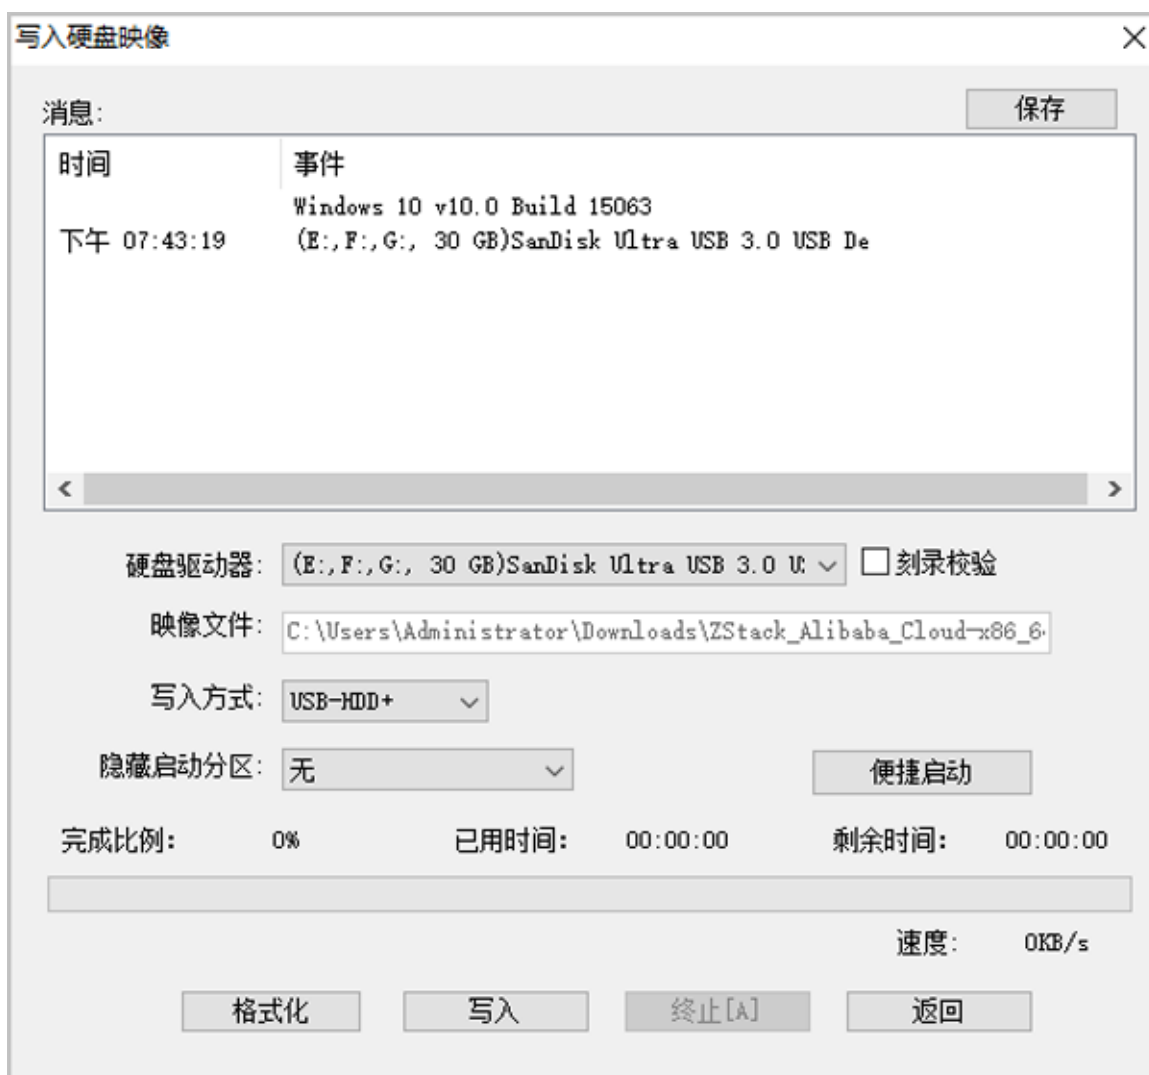 写入硬盘映像
消息:
保存
时间 事件
Windows 10 v10.0 Build 15063
下午 07:43:19 (E:,F:,G:, 30 GB)SanDisk Ultra USB 3.0 USB De
硬盘驱动器: (E:,F:,G:, 30 GB)SanDisk Ultra USB 3.0 U 刻录校验
映像文件: C:\Users\Administrator\Downloads\ZStack_Alibaba_Cloud-x86_6
写入方式: USB-HDD+
隐藏启动分区: 无 便捷启动
完成比例: 0% 已用时间: 00:00:00 剩余时间: 00:00:00
速度: 0KB/s
格式化 写入 终止[A] 返回